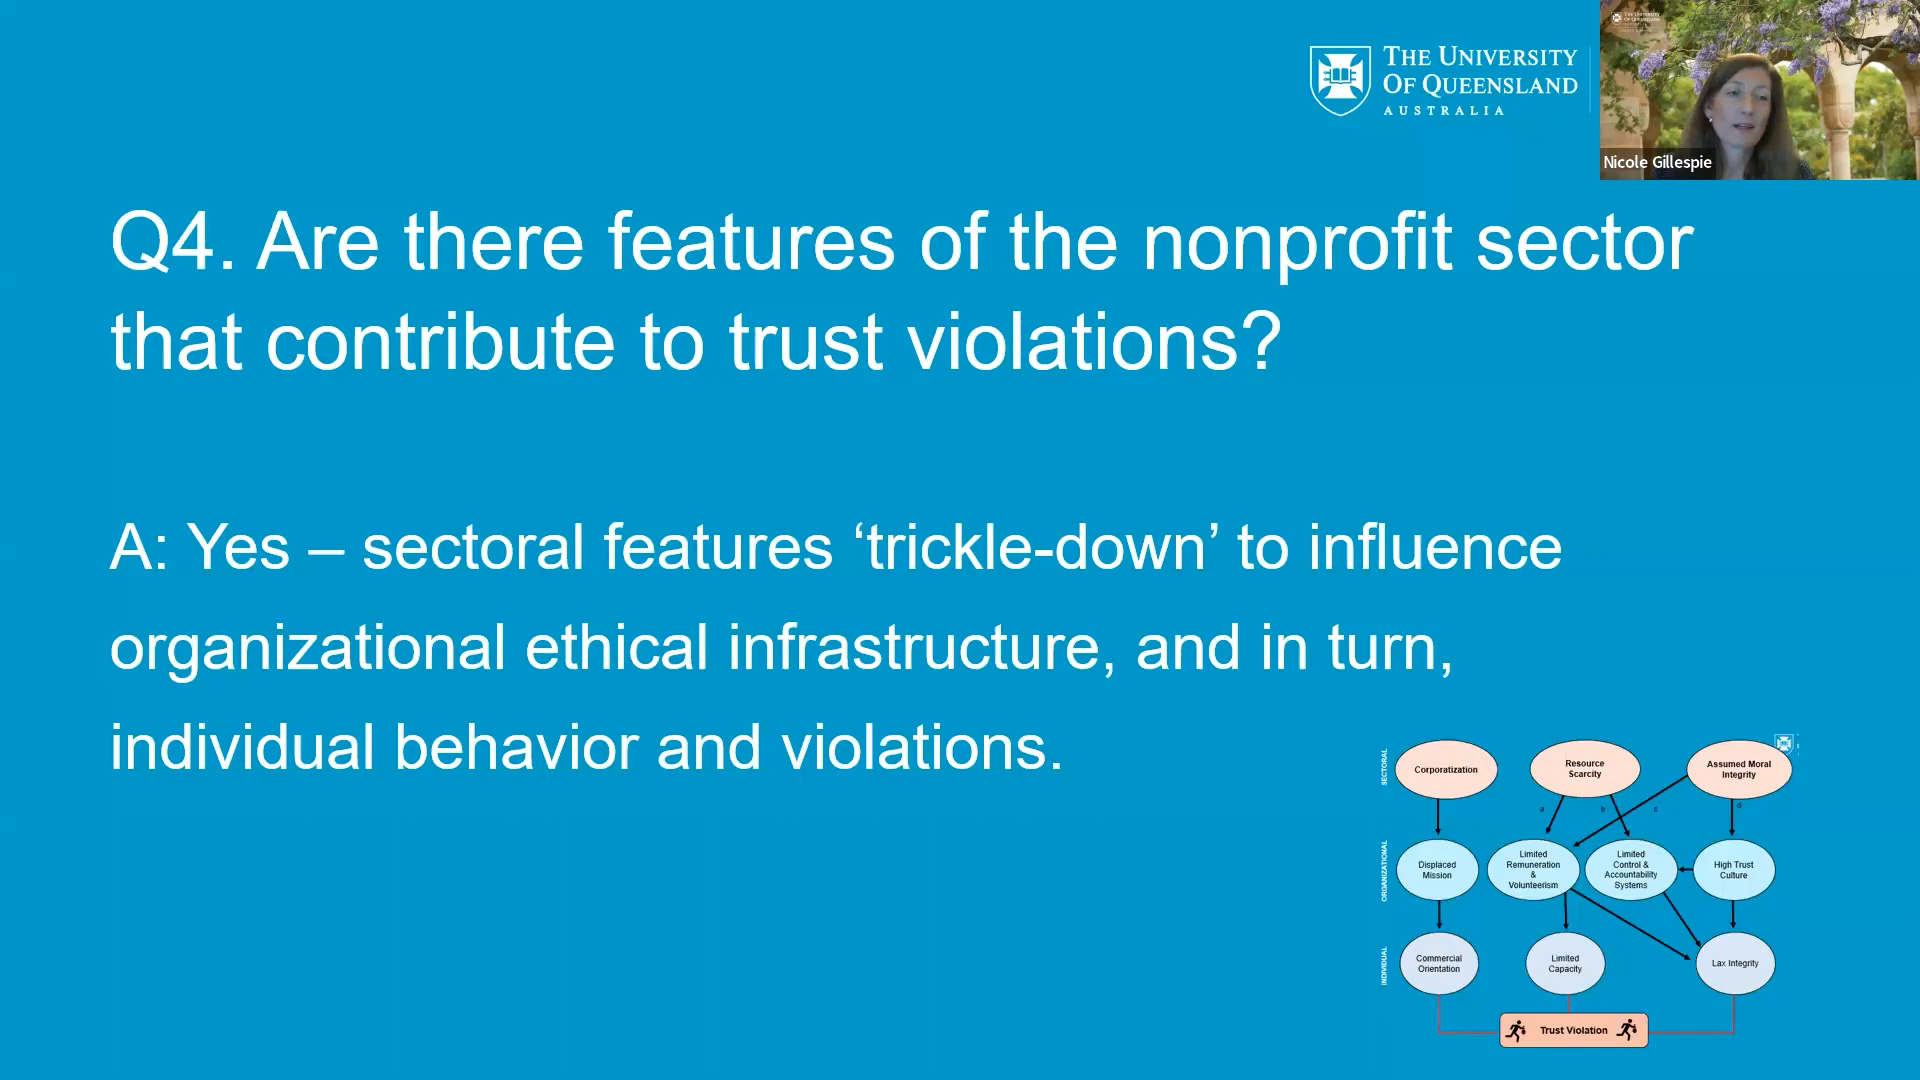 THE UNIVERSITY
OF QUEENSLAND
AUSTRALIA
Nicole Gillespie
Q4. Are there features of the nonprofit sector
that contribute to trust violations?
A: Yes – sectoral features ‘trickle-down’ to influence
organizational ethical infrastructure, and in turn,
individual behavior and violations.
SECTORAL
Corporatization
Resource
Scarcity
Assumed Moral
Integrity
a
b
c
d
ORGANIZATIONAL
Displaced
Mission
Limited
Remuneration
&
Volunteerism
Limited
Control &
Accountability
Systems
High Trust
Culture
INDIVIDUAL
Commercial
Orientation
Limited
Capacity
Lax Integrity
Trust Violation